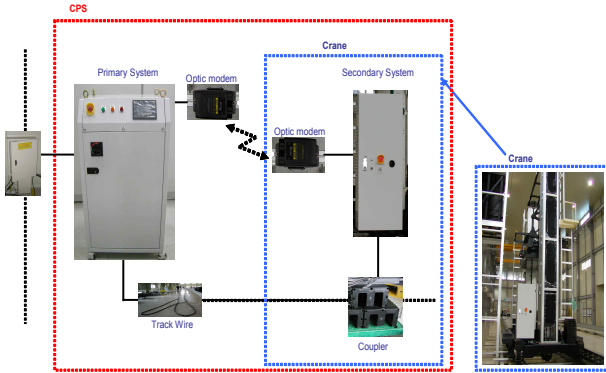 CPS
Crane
Primary System
Optic modem
Secondary System
Optic modem
Crane
Track Wire
Coupler